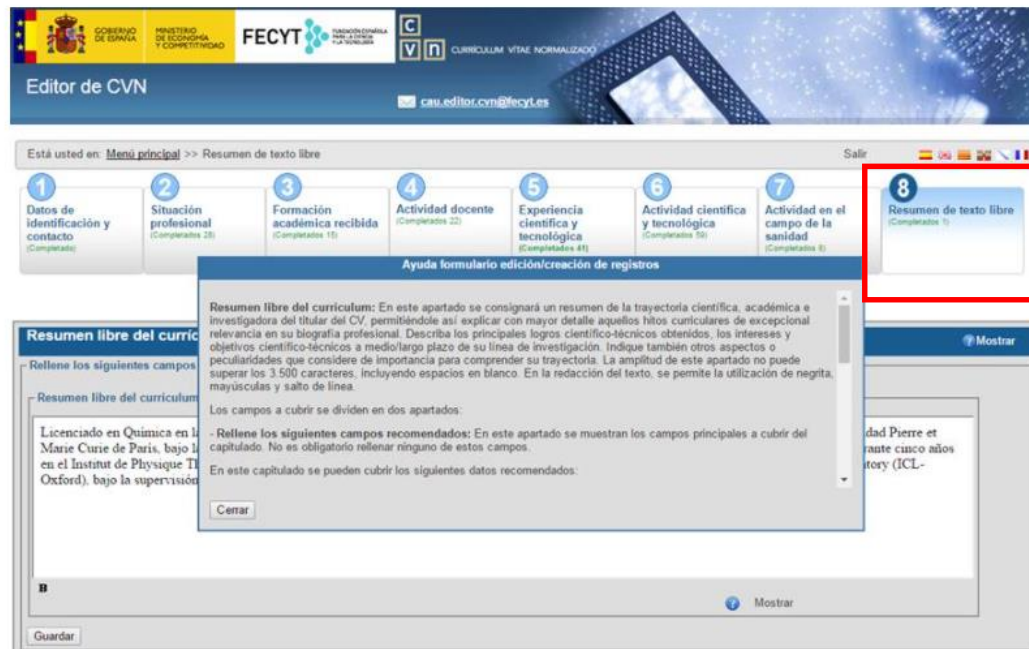 GOBIERNO
DE ESPAÑA
MINISTERIO
DE ECONOMÍA
Y COMPETITIVIDAD
FECYT
FUNDACIÓN ESPAÑOLA
PARA LA CIENCIA
Y LA TECNOLOGÍA
C
V n CURRÍCULUM VITAE NORMALIZADO
Editor de CVN
cau.editor.cvn@fecyt.es
Está usted en: Menú principal >> Resumen de texto libre
Salir
1
Datos de
identificación y
contacto
(Completado)
2
Situación
profesional
(Completados 28)
3
Formación
académica recibida
(Completados 15)
4
Actividad docente
(Completados 22)
5
Experiencia
científica y
tecnológica
(Completados 41)
6
Actividad científica
y tecnológica
(Completados 59)
7
Actividad en el
campo de la
sanidad
(Completados 8)
8
Resumen de texto libre
(Completados 1)
Ayuda formulario edición/creación de registros
Resumen libre del curriculum: En este apartado se consignará un resumen de la trayectoria científica, académica e
investigadora del titular del CV, permitiéndole así explicar con mayor detalle aquellos hitos curriculares de excepcional
relevancia en su biografía profesional. Describa los principales logros científico-técnicos obtenidos, los intereses y
objetivos científico-técnicos a medio/largo plazo de su línea de investigación. Indique también otros aspectos o
peculiaridades que considere de importancia para comprender su trayectoria. La amplitud de este apartado no puede
superar los 3.500 caracteres, incluyendo espacios en blanco. En la redacción del texto, se permite la utilización de negrita,
mayúsculas y salto de línea.
Los campos a cubrir se dividen en dos apartados:
- Rellene los siguientes campos recomendados: En este apartado se muestran los campos principales a cubrir del
capitulado. No es obligatorio rellenar ninguno de estos campos.
En este capitulado se pueden cubrir los siguientes datos recomendados:
Cerrar
Resumen libre del curríc
Mostrar
Rellene los siguientes campos
Resumen libre del curriculum
Licenciado en Química en la
dad Pierre et
Marie Curie de Paris, bajo l
rante cinco años
en el Institut de Physique Th
tory (ICL-
Oxford), bajo la supervisión
B
Mostrar
Guardar